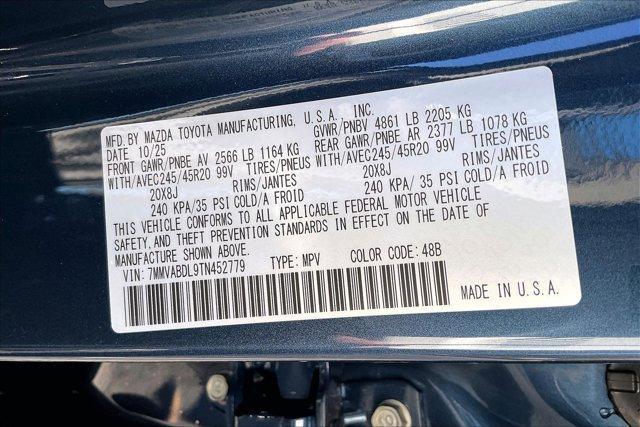 MFD. BY MAZDA TOYOTA MANUFACTURING, U.S.A., INC.
DATE 10/25 GVWR/PNBV 4861 LB 2205 KG
FRONT GAWR/PNBE AV 2566 LB 1164 KG REAR GAWR/PNBE AR 2377 LB 1078 KG
WITH/AVEC245/45R20 99V TIRES/PNEUS WITH/AVEC245/45R20 99V TIRES/PNEUS
20X8J RIMS/JANTES 20X8J RIMS/JANTES
240 KPA/35 PSI COLD/A FROID 240 KPA/35 PSI COLD/A FROID
THIS VEHICLE CONFORMS TO ALL APPLICABLE FEDERAL MOTOR VEHICLE
SAFETY, AND THEFT PREVENTION STANDARDS IN EFFECT ON THE DATE OF
MANUFACTURE SHOWN ABOVE.
VIN: 7MMVABDL9TN452779 TYPE: MPV COLOR CODE: 48B
MADE IN U.S.A.